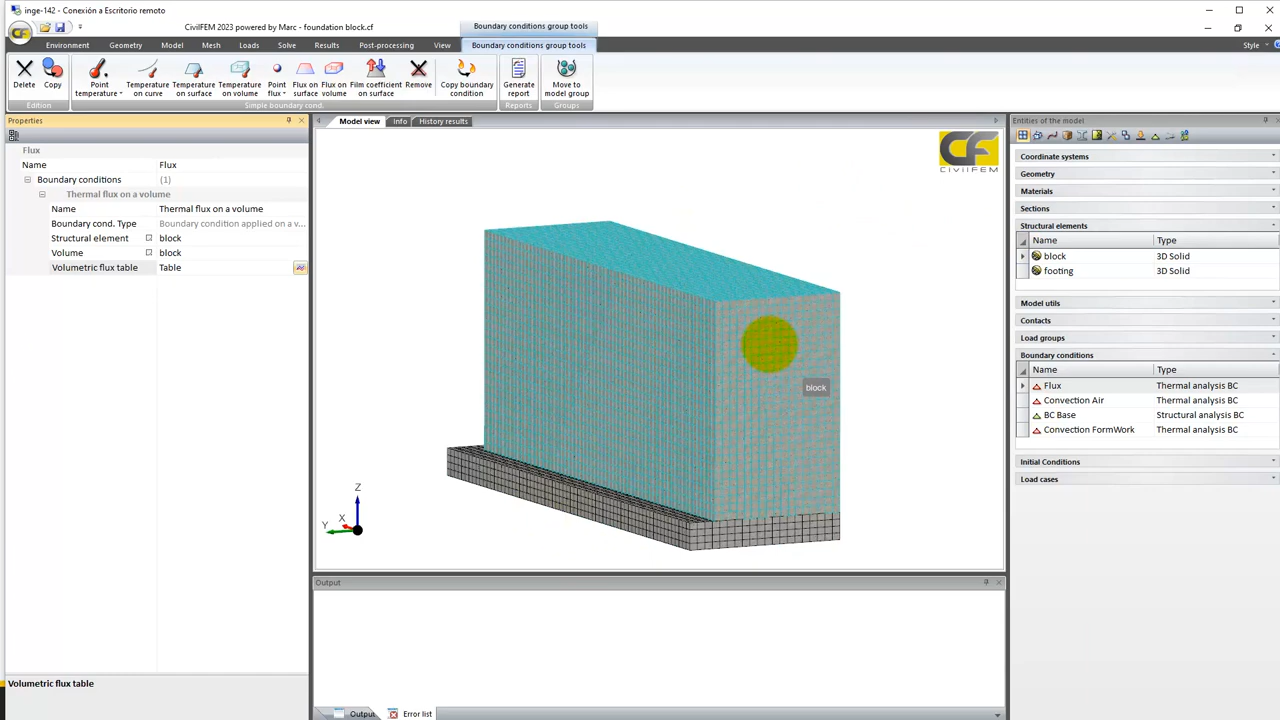 inge-142 - Conexión a Escritorio remoto
Boundary conditions group tools
CivilFEM 2023 powered by Marc - foundation block.cf
CF
Environment Geometry Model Mesh Loads Solve Results Post-processing View Boundary conditions group tools Style
Delete Copy Point temperature Temperature on curve Temperature on surface Temperature on volume Point flux Flux on surface Flux on volume Film coefficient on surface Remove Copy boundary condition Generate report Move to model group
Edition Simple boundary cond. Reports Groups
Properties
Model view Info History results
Entities of the model
Flux
Name Flux
Boundary conditions (1)
Thermal flux on a volume
Name Thermal flux on a volume
Boundary cond. Type Boundary condition applied on a v...
Structural element block
Volume block
Volumetric flux table Table
CF
CIVILFEM
block
Z
X
Y
Coordinate systems
Geometry
Materials
Sections
Structural elements
Name Type
block 3D Solid
footing 3D Solid
Model utils
Contacts
Load groups
Boundary conditions
Name Type
Flux Thermal analysis BC
Convection Air Thermal analysis BC
BC Base Structural analysis BC
Convection FormWork Thermal analysis BC
Initial Conditions
Load cases
Output
Volumetric flux table
Output Error list